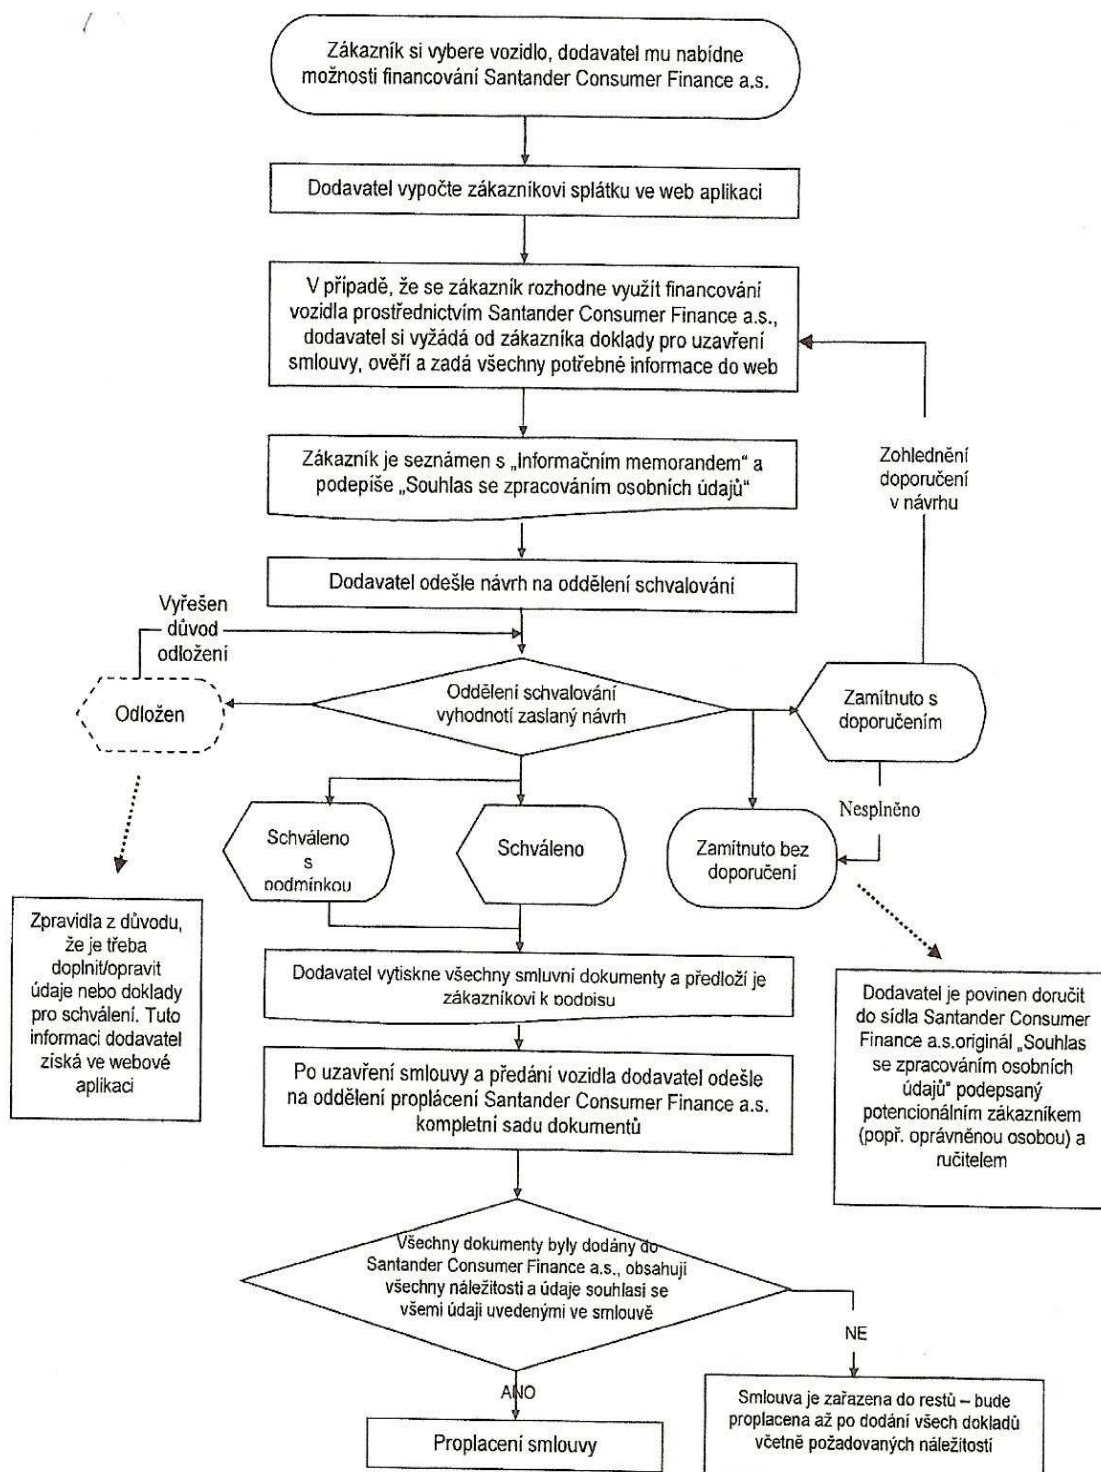 Zákazník si vybere vozidlo, dodavatel mu nabídne
možnosti financování Santander Consumer Finance a.s.
Dodavatel vypočte zákazníkovi splátku ve web aplikaci
V případě, že se zákazník rozhodne využít financování
vozidla prostřednictvím Santander Consumer Finance a.s.,
dodavatel si vyžádá od zákazníka doklady pro uzavření
smlouvy, ověří a zadá všechny potřebné informace do web
Zohlednění
doporučení
v návrhu
Zákazník je seznámen s „Informačním memorandem“ a
podepíše „Souhlas se zpracováním osobních údajů“
Dodavatel odešle návrh na oddělení schvalování
Vyřešen
důvod
odložení
Odložen
Oddělení schvalování
vyhodnotí zaslaný návrh
Zamítnuto s
doporučením
Nesplněno
Schváleno
s
podmínkou
Schváleno
Zamítnuto bez
doporučení
Zpravidla z důvodu,
že je třeba
doplnit/opravit
údaje nebo doklady
pro schválení. Tuto
informaci dodavatel
získá ve webové
aplikaci
Dodavatel vytiskne všechny smluvní dokumenty a předloží je
zákazníkovi k podpisu
Dodavatel je povinen doručit
do sídla Santander Consumer
Finance a.s.originál „Souhlas
se zpracováním osobních
údajů“ podepsaný
potencionálním zákazníkem
(popř. oprávněnou osobou) a
ručitelem
Po uzavření smlouvy a předání vozidla dodavatel odešle
na oddělení proplácení Santander Consumer Finance a.s.
kompletní sadu dokumentů
Všechny dokumenty byly dodány do
Santander Consumer Finance a.s., obsahují
všechny náležitosti a údaje souhlasí se
všemi údaji uvedenými ve smlouvě
NE
ANO
Smlouva je zařazena do restů – bude
proplacena až po dodání všech dokladů
včetně požadovaných náležitostí
Proplacení smlouvy